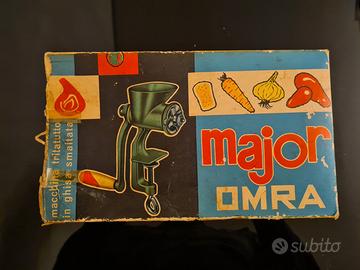 macchina tritatutto
in ghisa smaltata
major
OMRA
subito